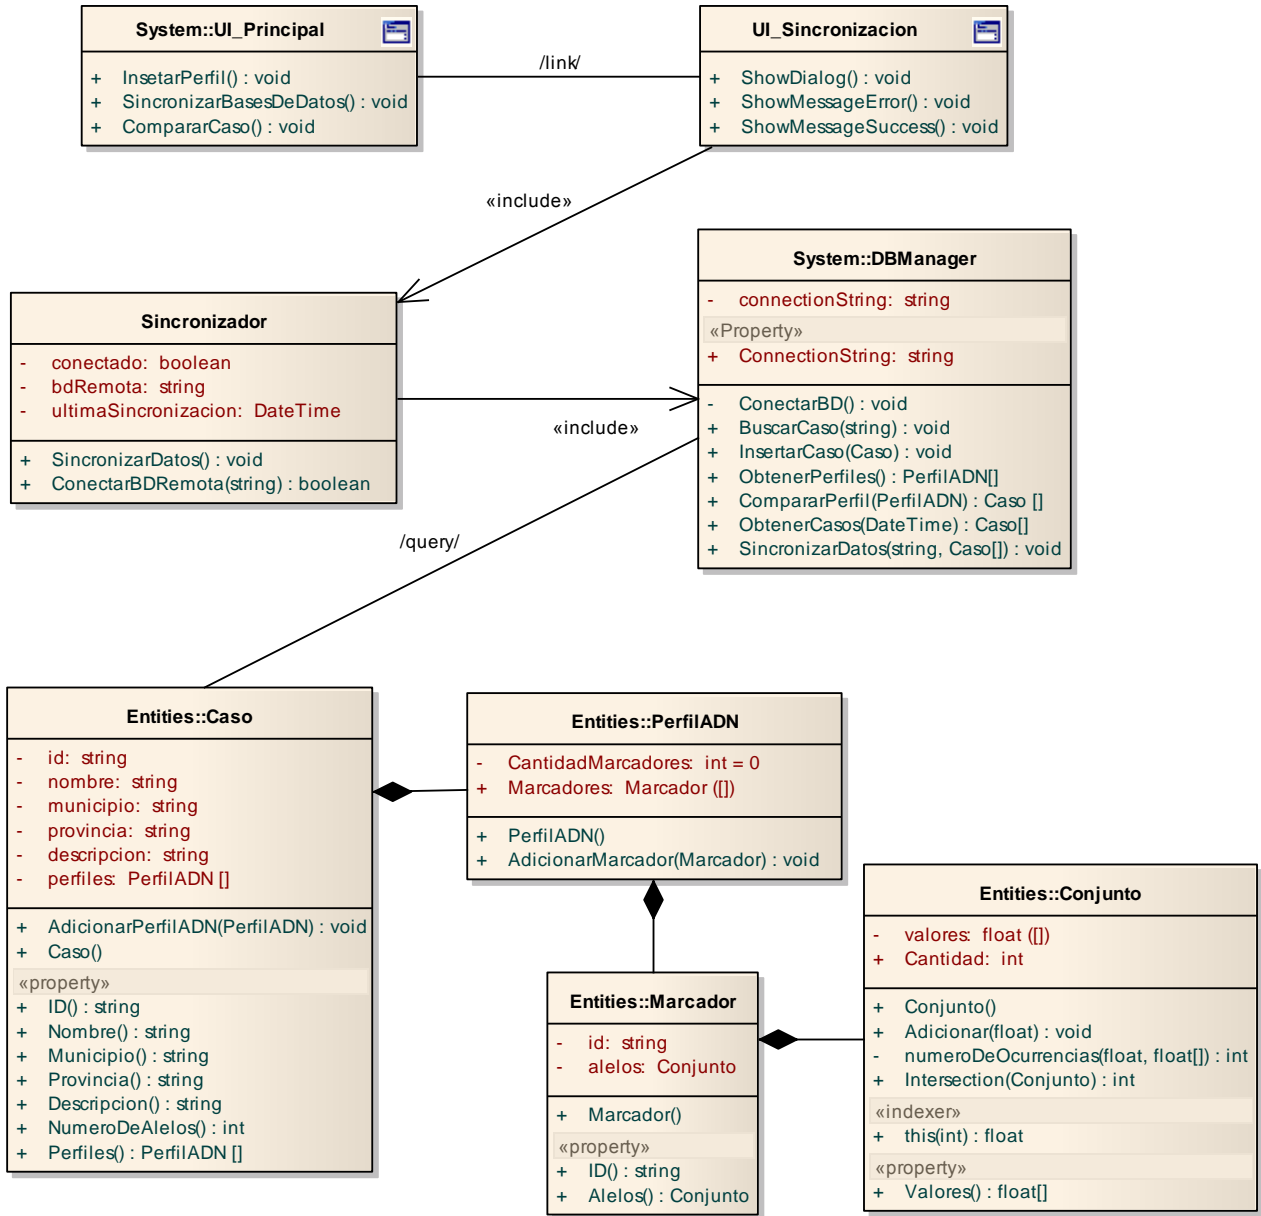 System::UI_Principal
+ InsetarPerfil() : void
+ SincronizarBasesDeDatos() : void
+ CompararCaso() : void
/link/
UI_Sincronizacion
+ ShowDialog() : void
+ ShowMessageError() : void
+ ShowMessageSuccess() : void
«include»
System::DBManager
- connectionString: string
«Property»
+ ConnectionString: string
- ConectarBD() : void
+ BuscarCaso(string) : void
+ InsertarCaso(Caso) : void
+ ObtenerPerfiles() : PerfilADN[]
+ CompararPerfil(PerfilADN) : Caso []
+ ObtenerCasos(DateTime) : Caso[]
+ SincronizarDatos(string, Caso[]) : void
Sincronizador
- conectado: boolean
- bdRemota: string
- ultimaSincronizacion: DateTime
+ SincronizarDatos() : void
+ ConectarBDRemota(string) : boolean
«include»
/query/
Entities::Caso
- id: string
- nombre: string
- municipio: string
- provincia: string
- descripcion: string
- perfiles: PerfilADN []
+ AdicionarPerfilADN(PerfilADN) : void
+ Caso()
«property»
+ ID() : string
+ Nombre() : string
+ Municipio() : string
+ Provincia() : string
+ Descripcion() : string
+ NumeroDeAlelos() : int
+ Perfiles() : PerfilADN []
Entities::PerfilADN
- CantidadMarcadores: int = 0
+ Marcadores: Marcador ([])
+ PerfilADN()
+ AdicionarMarcador(Marcador) : void
Entities::Marcador
- id: string
- alelos: Conjunto
+ Marcador()
«property»
+ ID() : string
+ Alelos() : Conjunto
Entities::Conjunto
- valores: float ([])
+ Cantidad: int
+ Conjunto()
+ Adicionar(float) : void
- numeroDeOcurrencias(float, float[]) : int
+ Intersection(Conjunto) : int
«indexer»
+ this(int) : float
«property»
+ Valores() : float[]